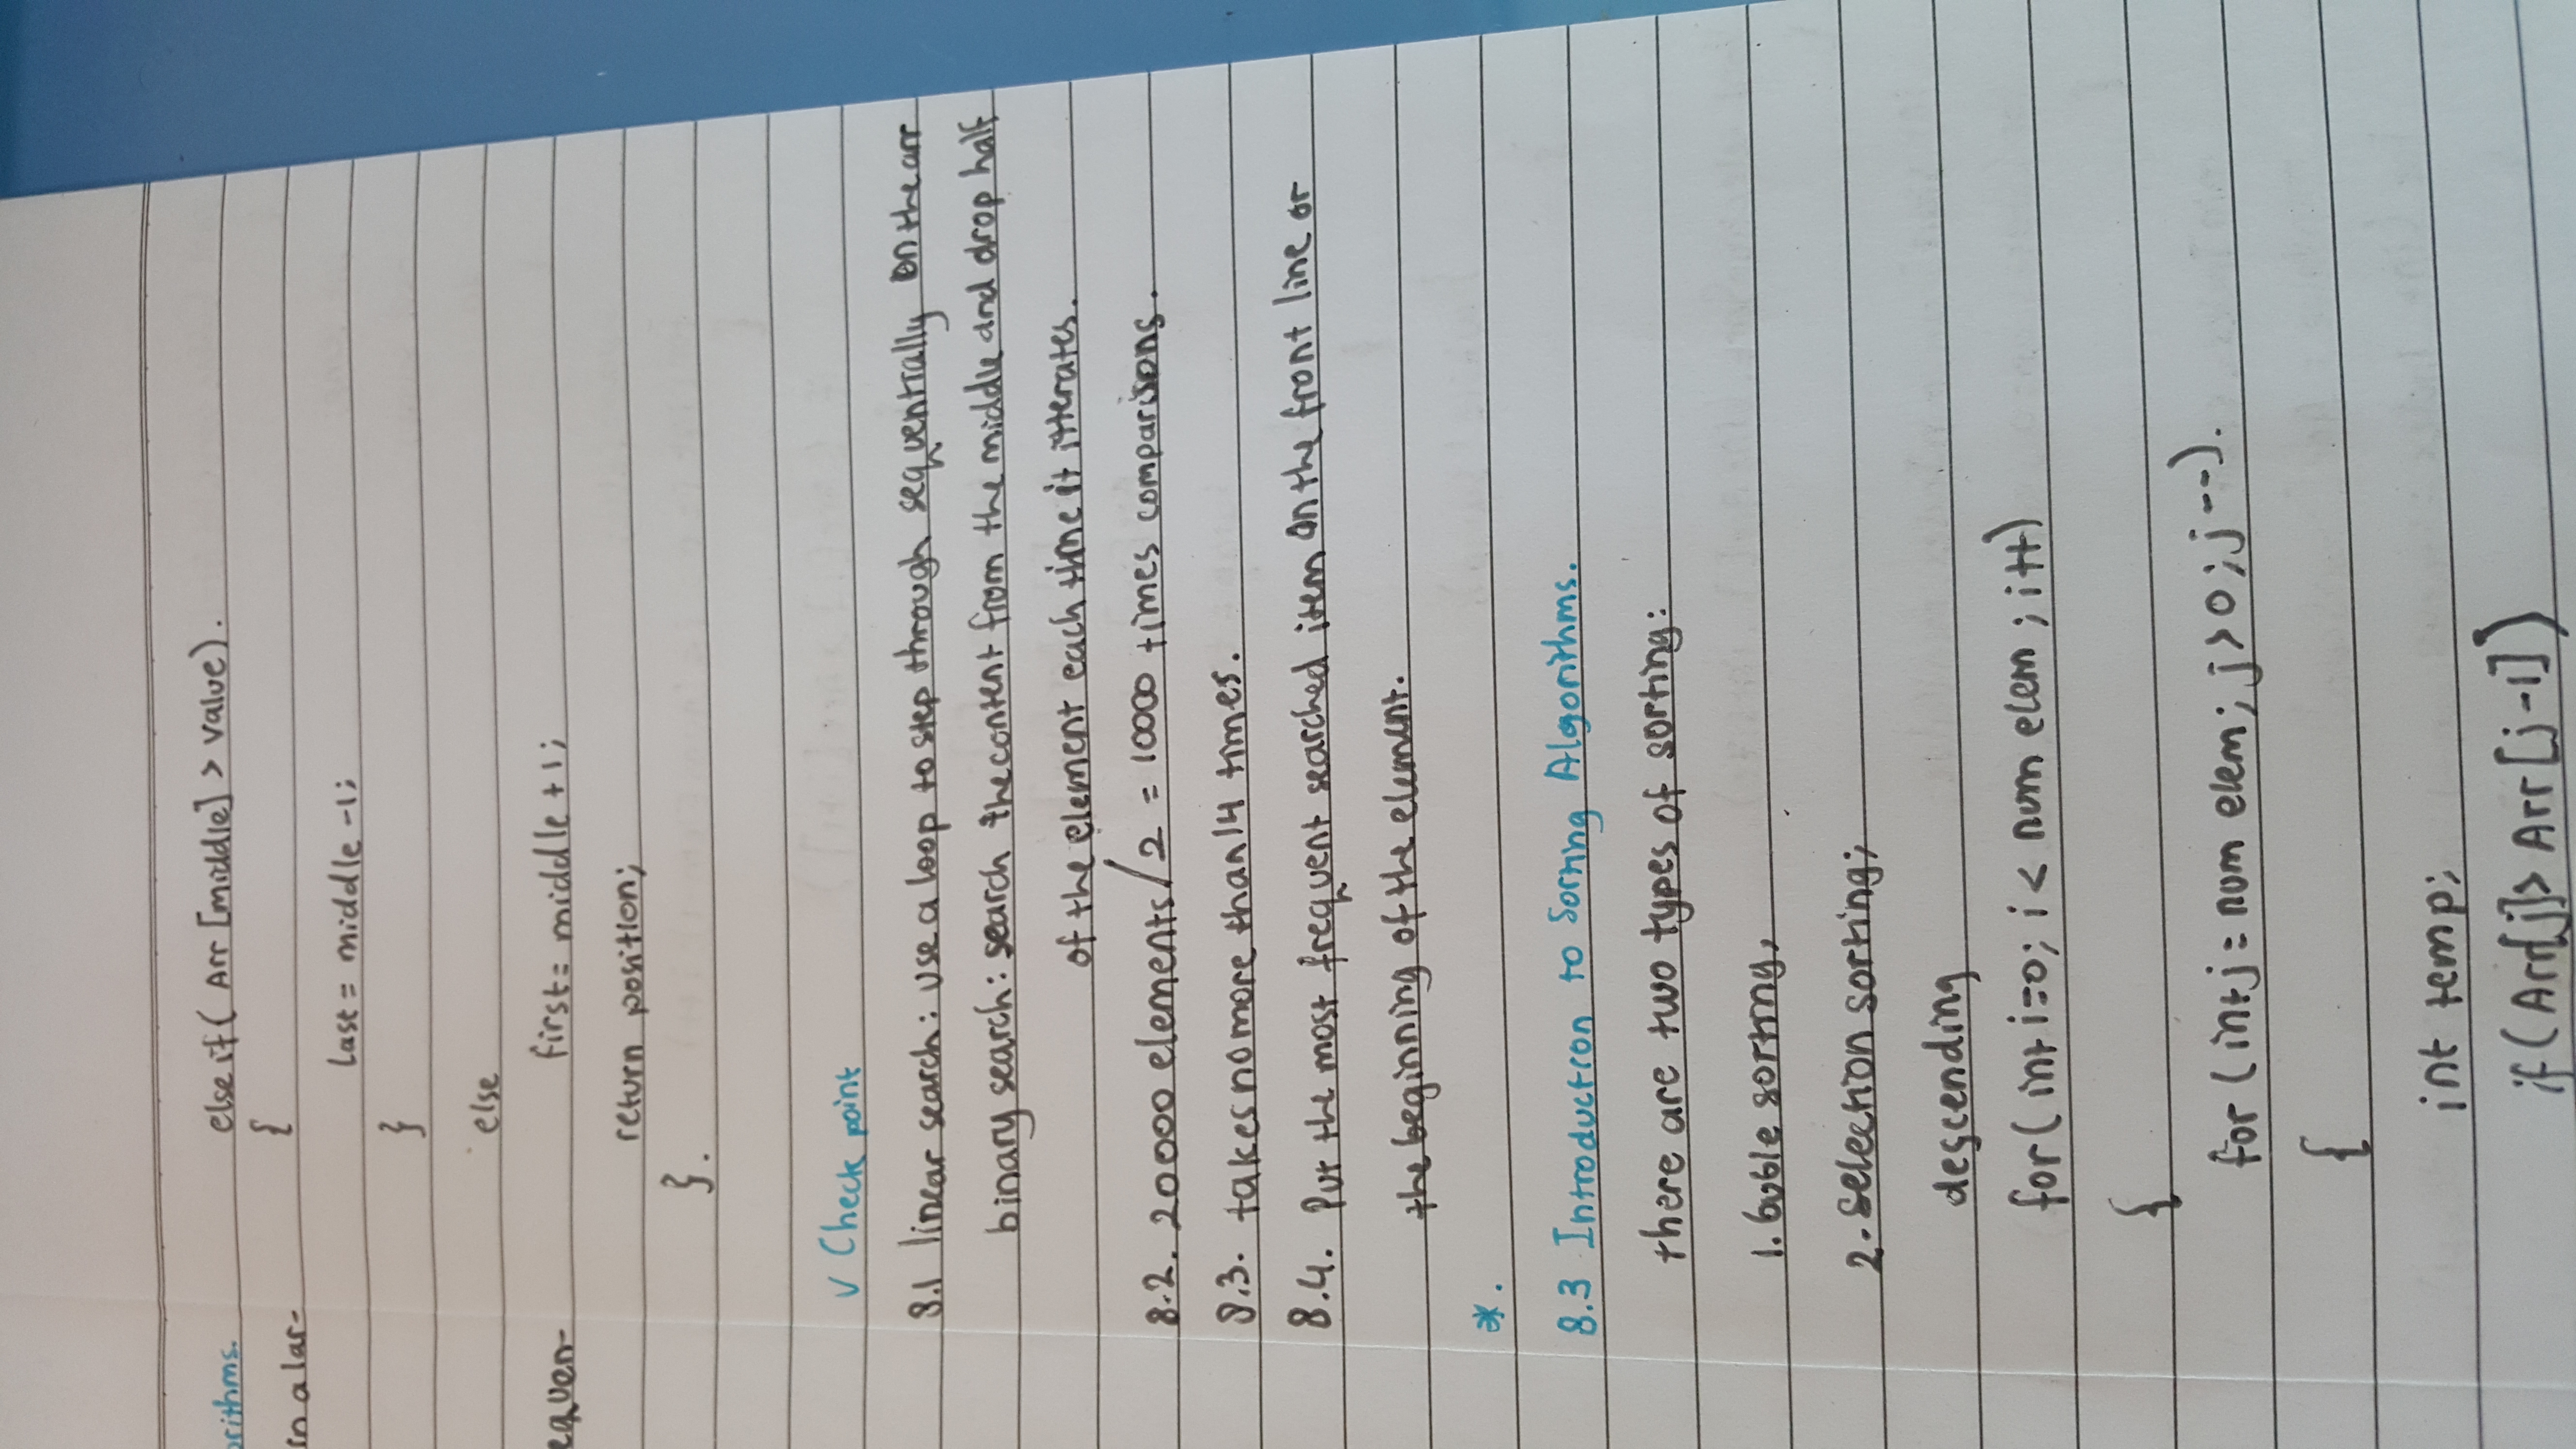 orithms.
in a lar-
equen-
else if ( Arr [middle] > value).
{
last = middle -1;
}
else
first = middle + 1;
return position;
}.
√ Check point
8.1 linear search: use a loop to step through sequentially on the arr
binary search: search the content from the middle and drop half
of the element each time it itterates.
8.2. 20000 elements/2 = 10000 times comparisons.
8.3. takes no more than 14 times.
8.4. Put the most frequent searched item on the front line or
the beginning of the element.
*.
8.3 Introduction to Sorting Algorithms.
there are two types of sorting:
1. buble sorting,
2. Selection sorting;
descending
for ( int i=0; i < num elem ; i++)
{
for ( int j = num elem; j > 0 ; j --).
{
int temp;
if ( Arr[j] > Arr [j-1])